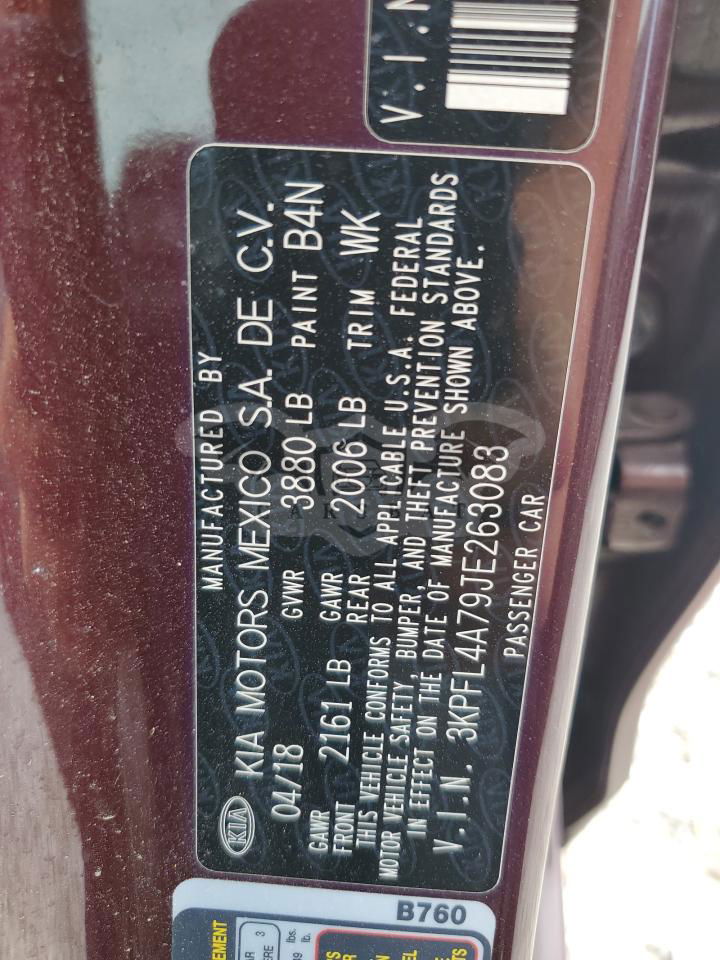 V.I.N
MANUFACTURED BY
KIA KIA MOTORS MEXICO S.A. DE C.V.
04/18 GVWR 3880 LB PAINT B4N
GAWR FRONT 2161 LB GAWR REAR 2006 LB TRIM WK
THIS VEHICLE CONFORMS TO ALL APPLICABLE U.S.A. FEDERAL
MOTOR VEHICLE SAFETY, BUMPER, AND THEFT PREVENTION STANDARDS
IN EFFECT ON THE DATE OF MANUFACTURE SHOWN ABOVE.
V.I.N. 3KPFL4A79JE263083
PASSENGER CAR
B760